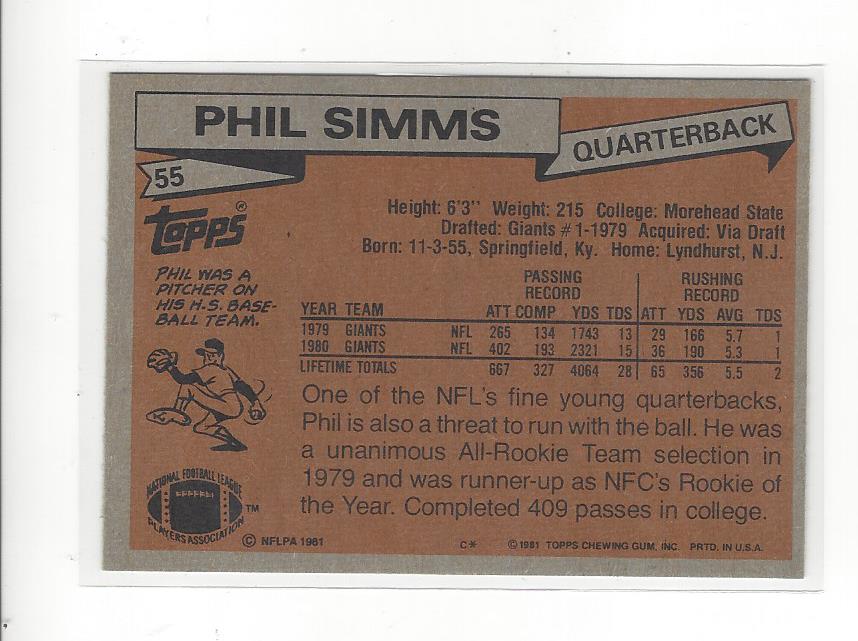 PHIL SIMMS
QUARTERBACK
55
TOPPS®
Height: 6'3" Weight: 215 College: Morehead State
Drafted: Giants #1-1979 Acquired: Via Draft
Born: 11-3-55, Springfield, Ky. Home: Lyndhurst, N.J.
PHIL WAS A
PITCHER ON
HIS H.S. BASE-
BALL TEAM.
PASSING RUSHING
RECORD RECORD
YEAR TEAM ATT COMP YDS TDS ATT YDS AVG TDS
1979 GIANTS NFL 265 134 1743 13 29 166 5.7 1
1980 GIANTS NFL 402 193 2321 15 36 190 5.3 1
LIFETIME TOTALS 667 327 4064 28 65 356 5.5 2
One of the NFL's fine young quarterbacks,
Phil is also a threat to run with the ball. He was
a unanimous All-Rookie Team selection in
1979 and was runner-up as NFC's Rookie of
the Year. Completed 409 passes in college.
NATIONAL FOOTBALL LEAGUE
PLAYERS ASSOCIATION
TM
© NFLPA 1981 C* © 1981 TOPPS CHEWING GUM, INC. PRTD. IN U.S.A.